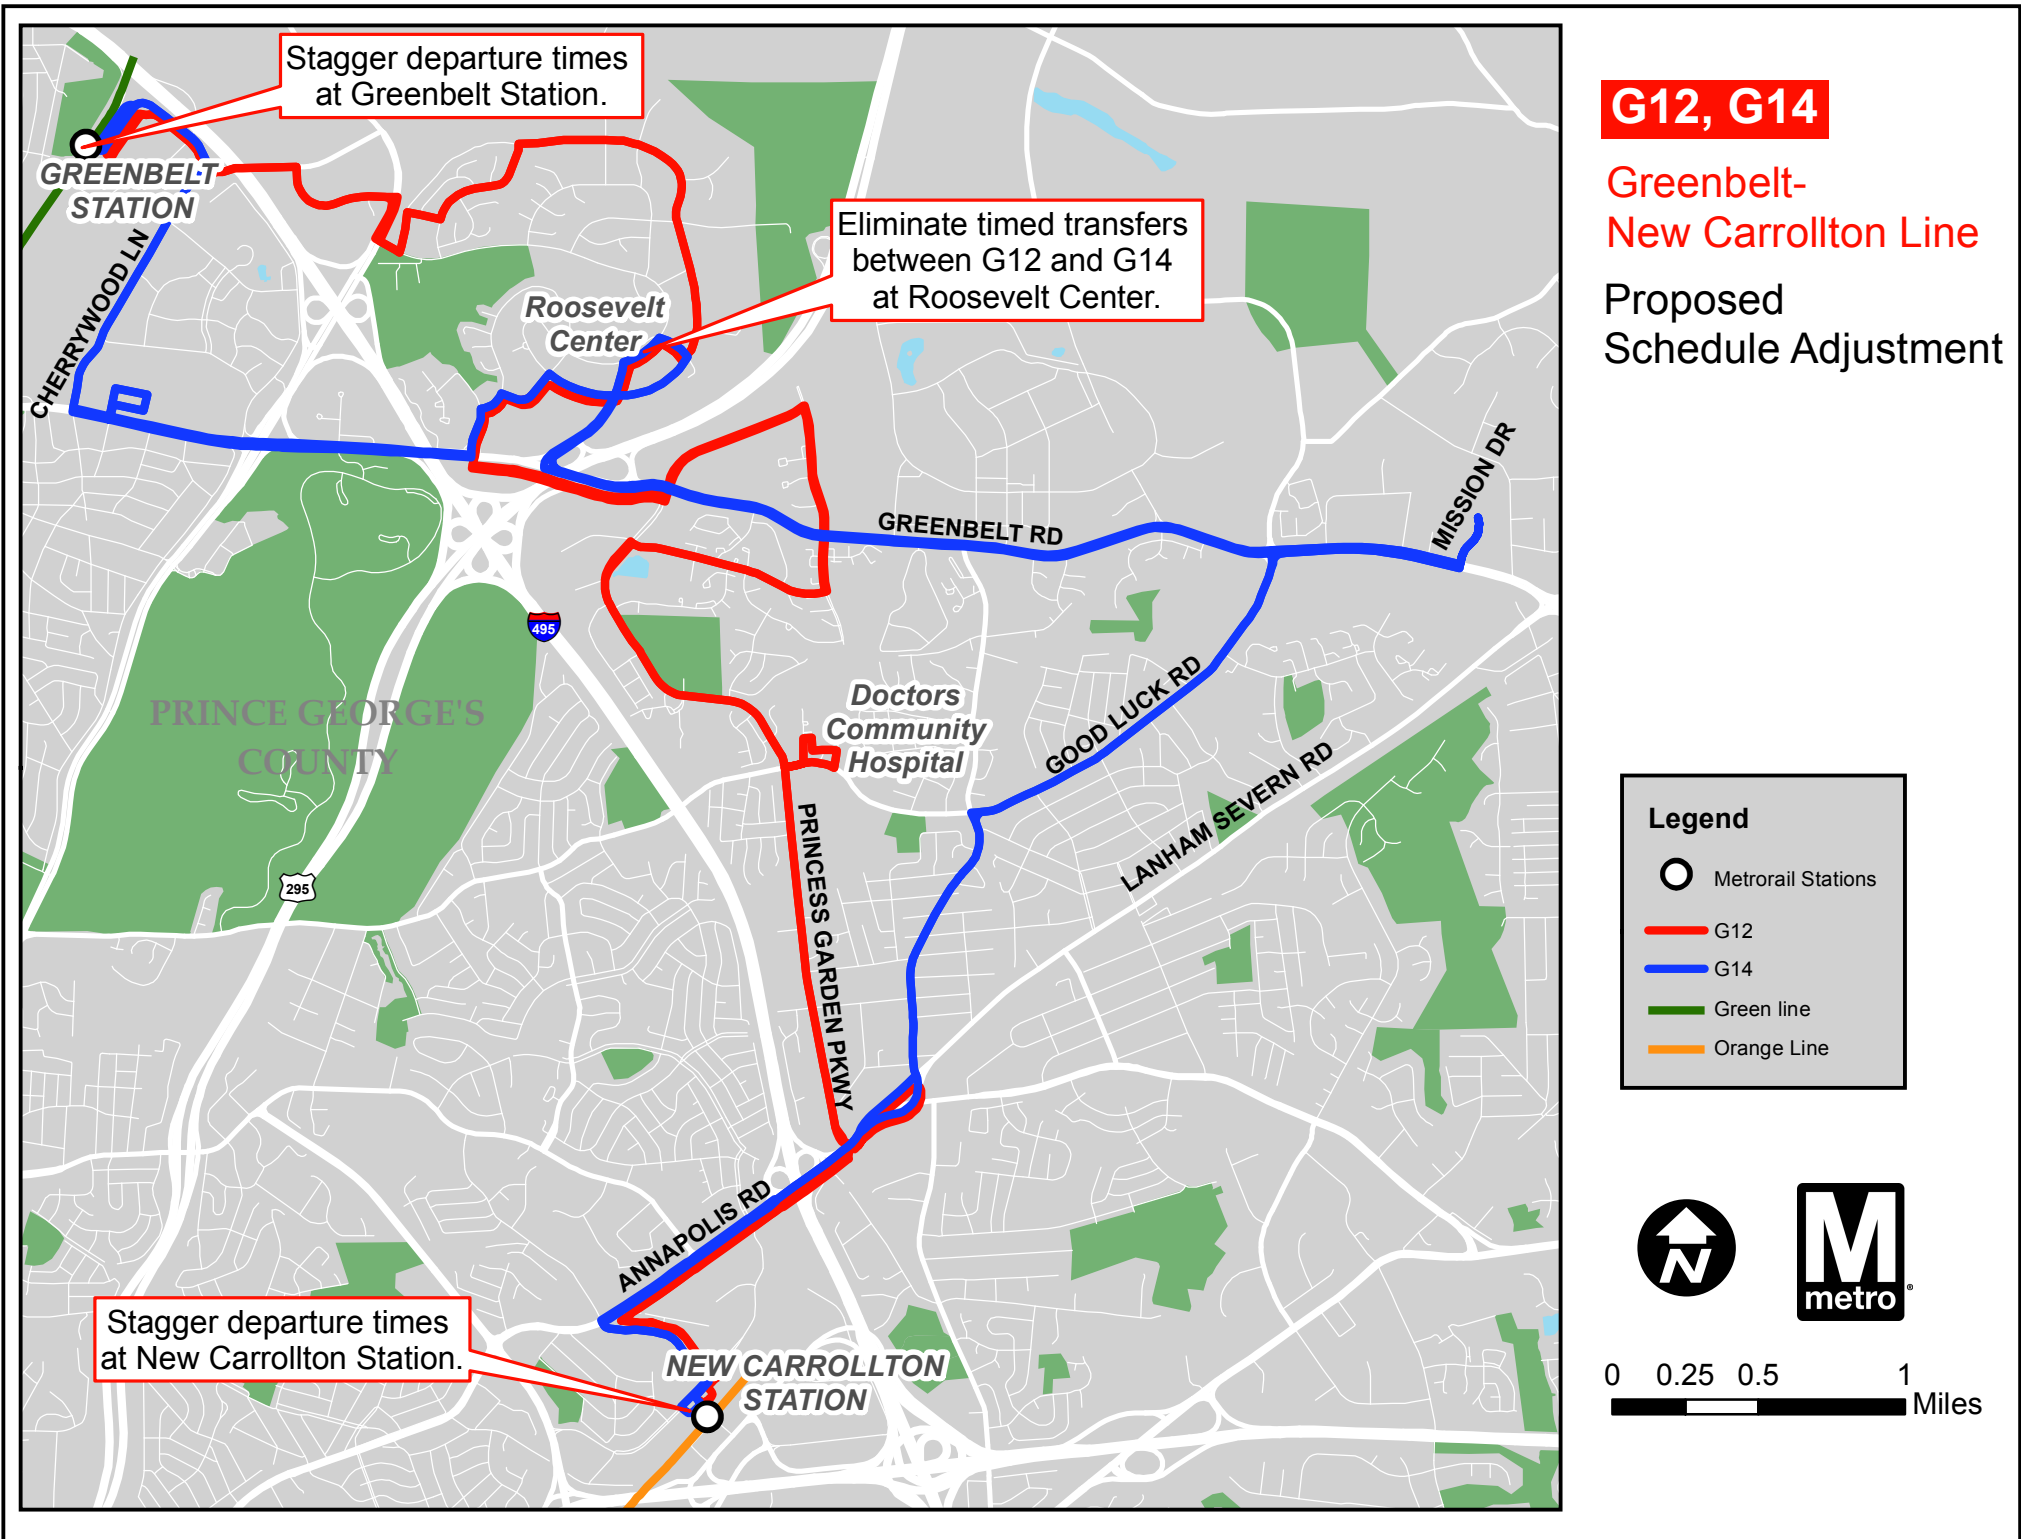 Stagger departure times
at Greenbelt Station.
GREENBELT
STATION
CHERRYWOOD LN
Roosevelt
Center
Eliminate timed transfers
between G12 and G14
at Roosevelt Center.
GREENBELT RD
MISSION DR
495
PRINCE GEORGE'S
COUNTY
Doctors
Community
Hospital
GOOD LUCK RD
LANHAM SEVERN RD
295
PRINCESS GARDEN PKWY
ANNAPOLIS RD
Stagger departure times
at New Carrollton Station.
NEW CARROLLTON
STATION
G12, G14
Greenbelt-
New Carrollton Line
Proposed
Schedule Adjustment
Legend
Metrorail Stations
G12
G14
Green line
Orange Line
N
M
metro
®
0 0.25 0.5 1
Miles